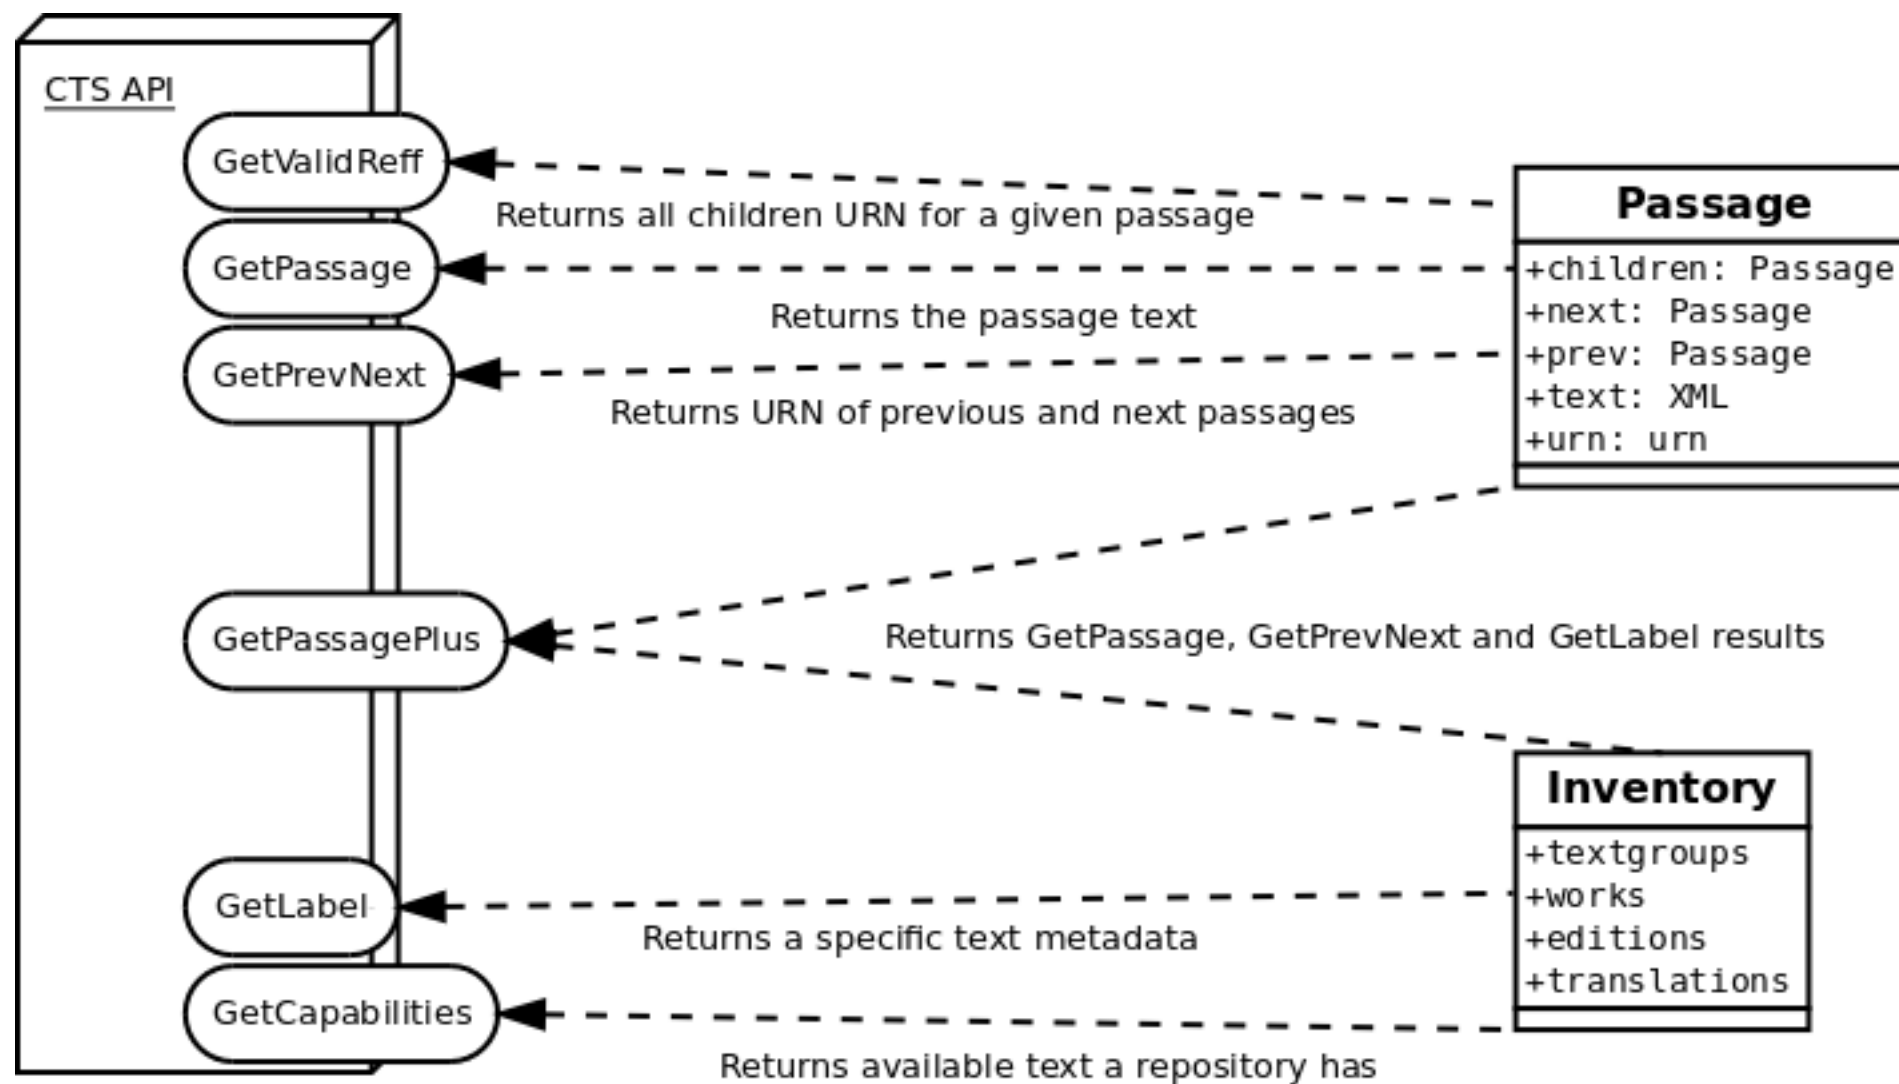 CTS API
GetValidReff
Returns all children URN for a given passage
GetPassage
Returns the passage text
GetPrevNext
Returns URN of previous and next passages
Passage
+children: Passage
+next: Passage
+prev: Passage
+text: XML
+urn: urn
GetPassagePlus
Returns GetPassage, GetPrevNext and GetLabel results
Inventory
+textgroups
+works
+editions
+translations
GetLabel
Returns a specific text metadata
GetCapabilities
Returns available text a repository has